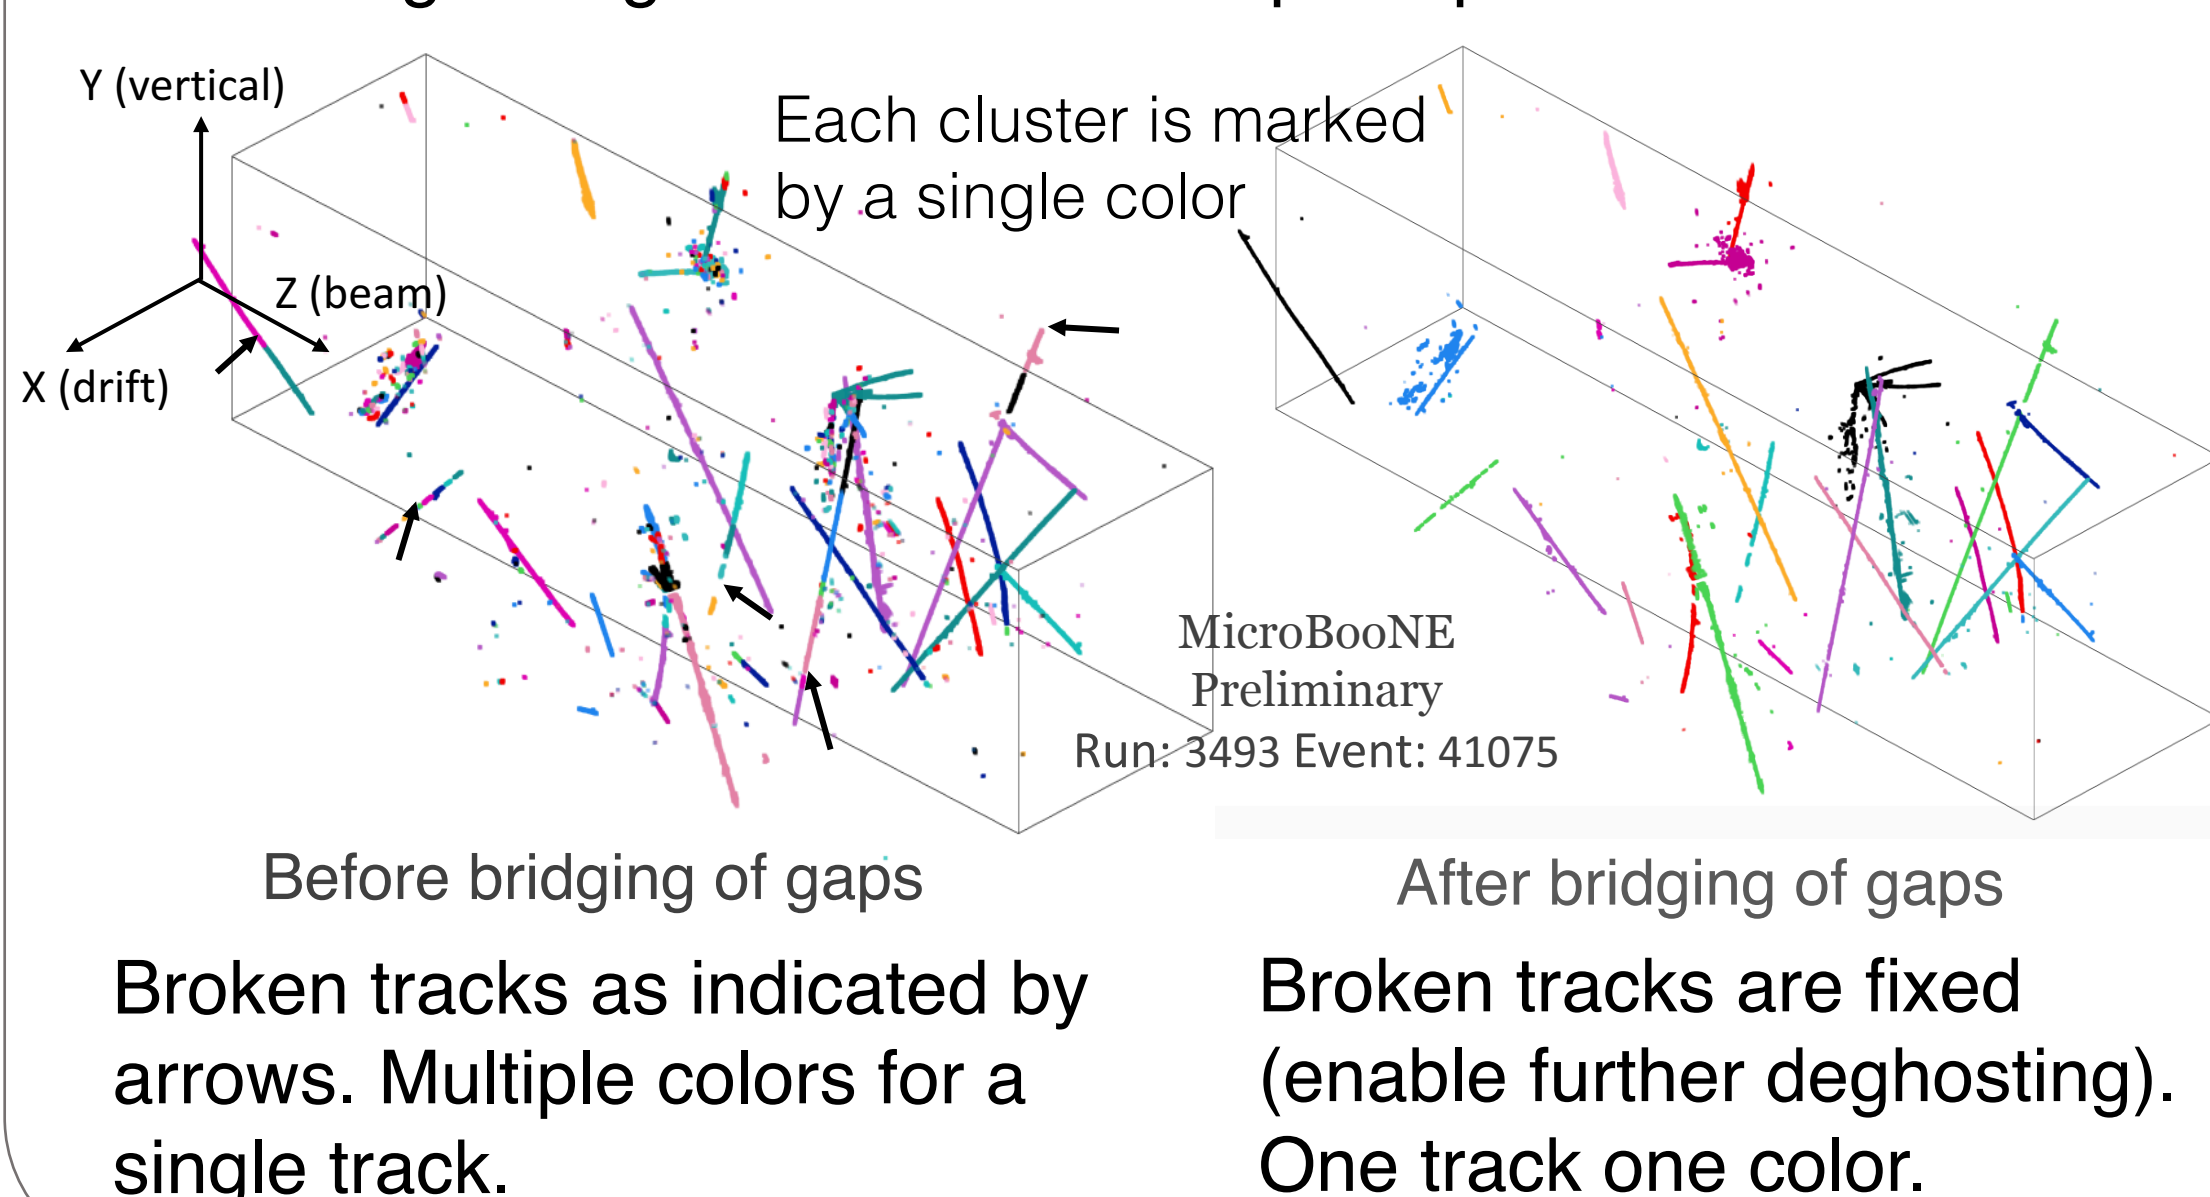 Y (vertical)
Each cluster is marked
by a single color
Z (beam)
X (drift)
MicroBooNE
Preliminary
Run: 3493 Event: 41075
Before bridging of gaps
After bridging of gaps
Broken tracks as indicated by
arrows. Multiple colors for a
single track.
Broken tracks are fixed
(enable further deghosting).
One track one color.